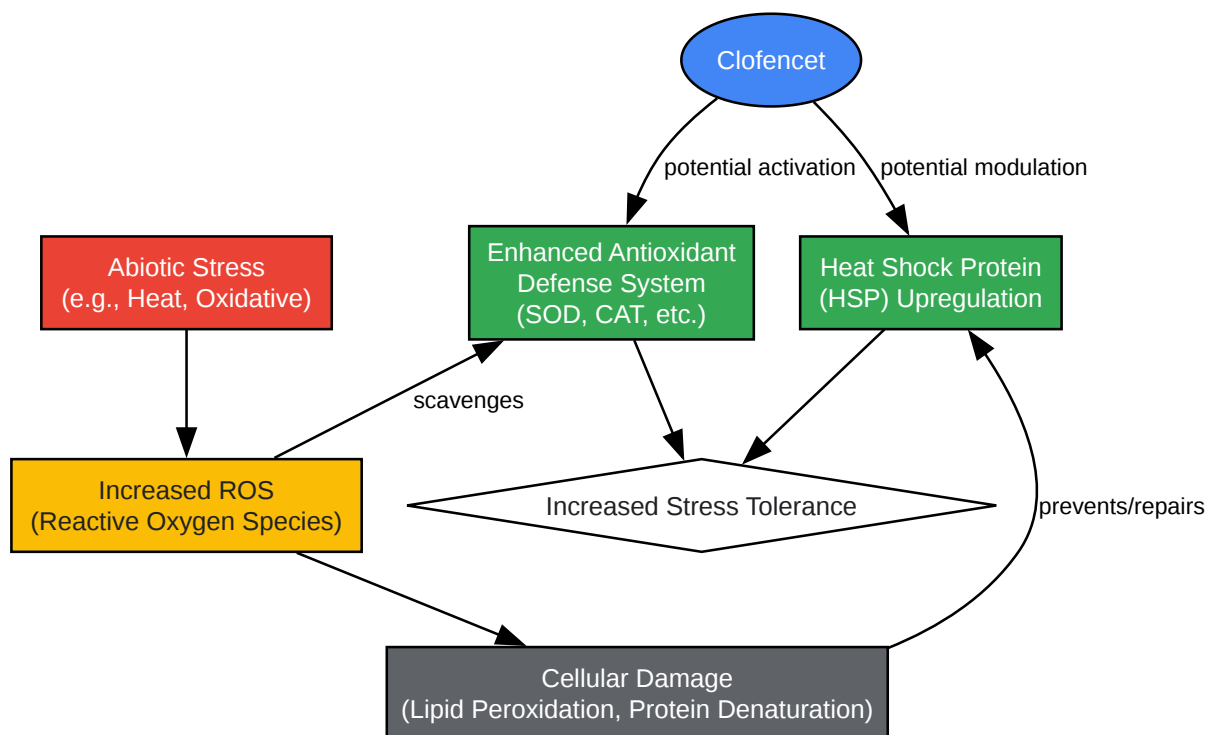 Clofencet
potential activation
potential modulation
Abiotic Stress
(e.g., Heat, Oxidative)
Enhanced Antioxidant
Defense System
(SOD, CAT, etc.)
Heat Shock Protein
(HSP) Upregulation
scavenges
Increased ROS
(Reactive Oxygen Species)
Increased Stress Tolerance
prevents/repairs
Cellular Damage
(Lipid Peroxidation, Protein Denaturation)